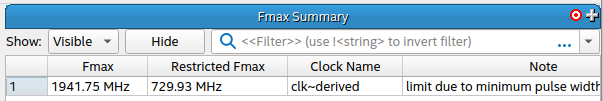 Fmax Summary
Show: Visible Hide <<Filter>> (use !<string> to invert filter) ...
Fmax Restricted Fmax Clock Name Note
1 1941.75 MHz 729.93 MHz clk~derived limit due to minimum pulse width